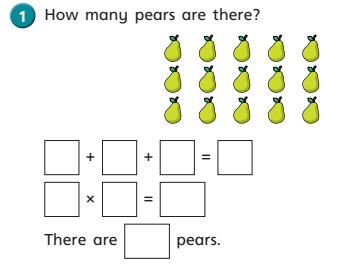 1 How many pears are there?
+ + =
× =
There are pears.